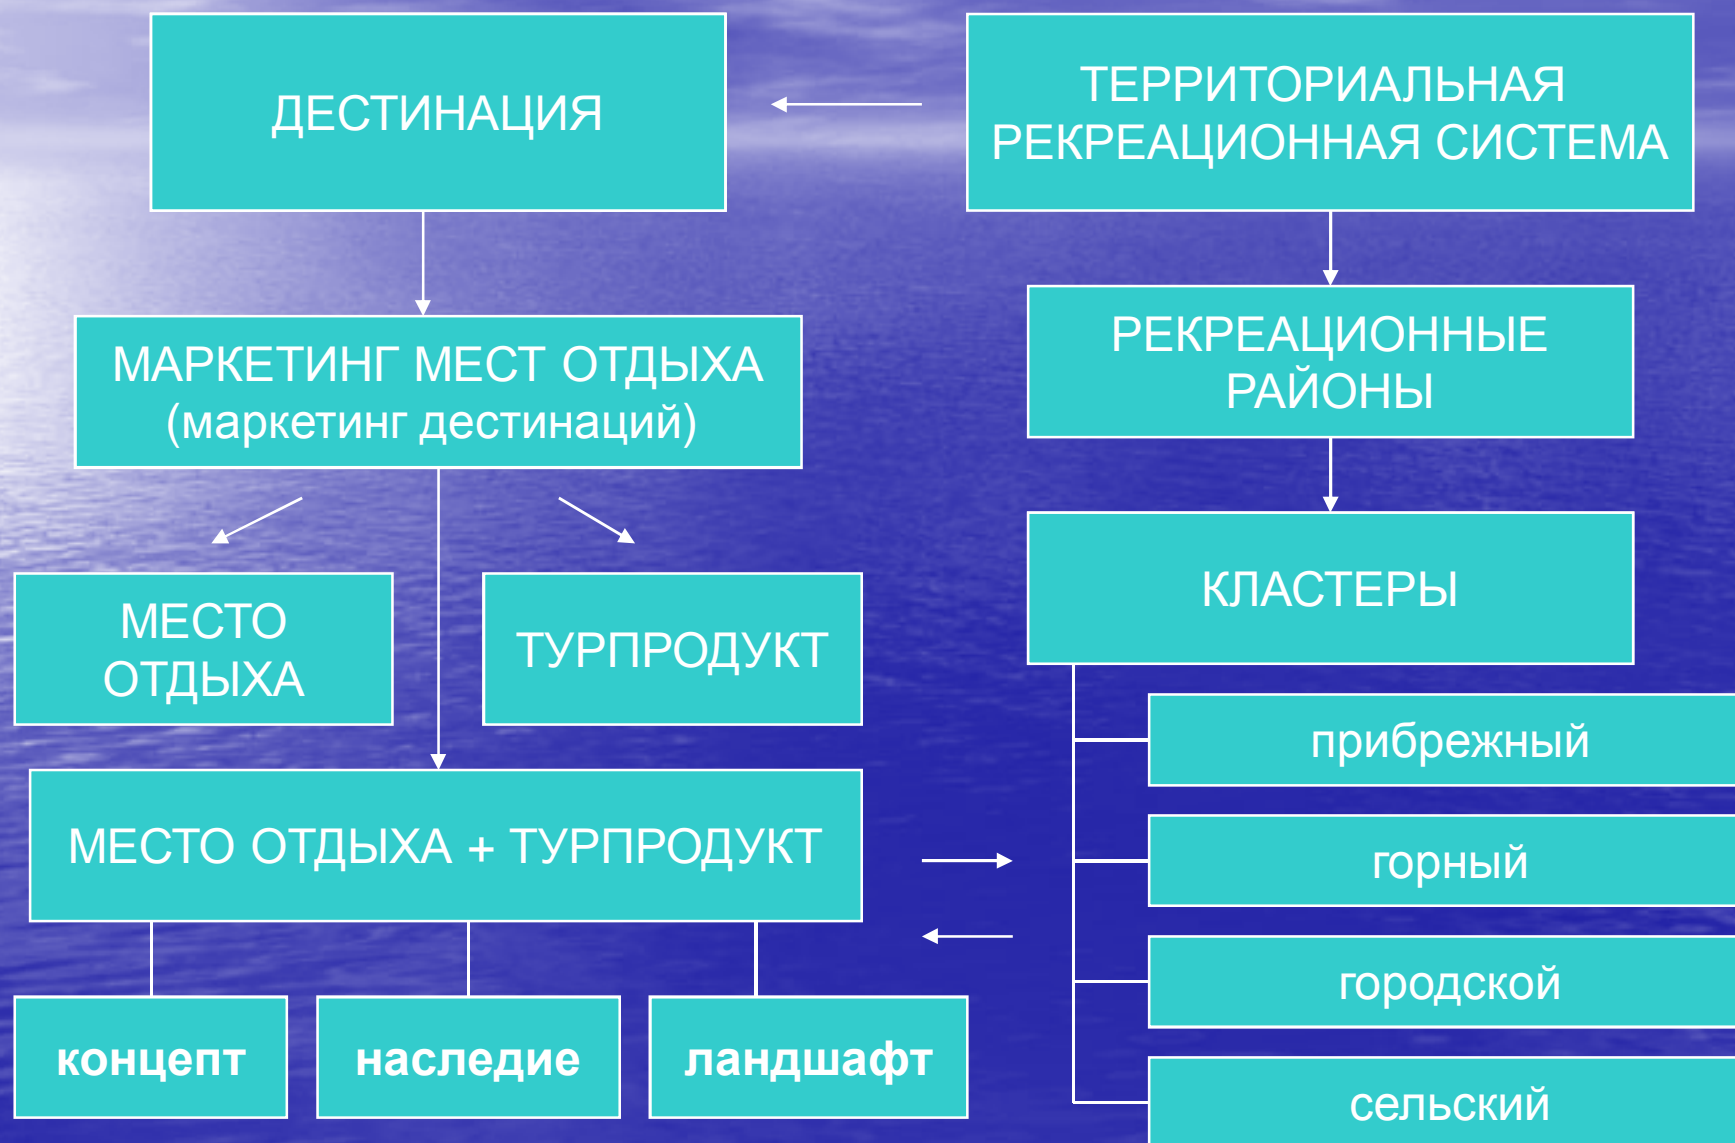 ДЕСТИНАЦИЯ
ТЕРРИТОРИАЛЬНАЯ
РЕКРЕАЦИОННАЯ СИСТЕМА
МАРКЕТИНГ МЕСТ ОТДЫХА
(маркетинг дестинаций)
РЕКРЕАЦИОННЫЕ
РАЙОНЫ
МЕСТО
ОТДЫХА
ТУРПРОДУКТ
КЛАСТЕРЫ
МЕСТО ОТДЫХА + ТУРПРОДУКТ
концепт
наследие
ландшафт
прибрежный
горный
городской
сельский